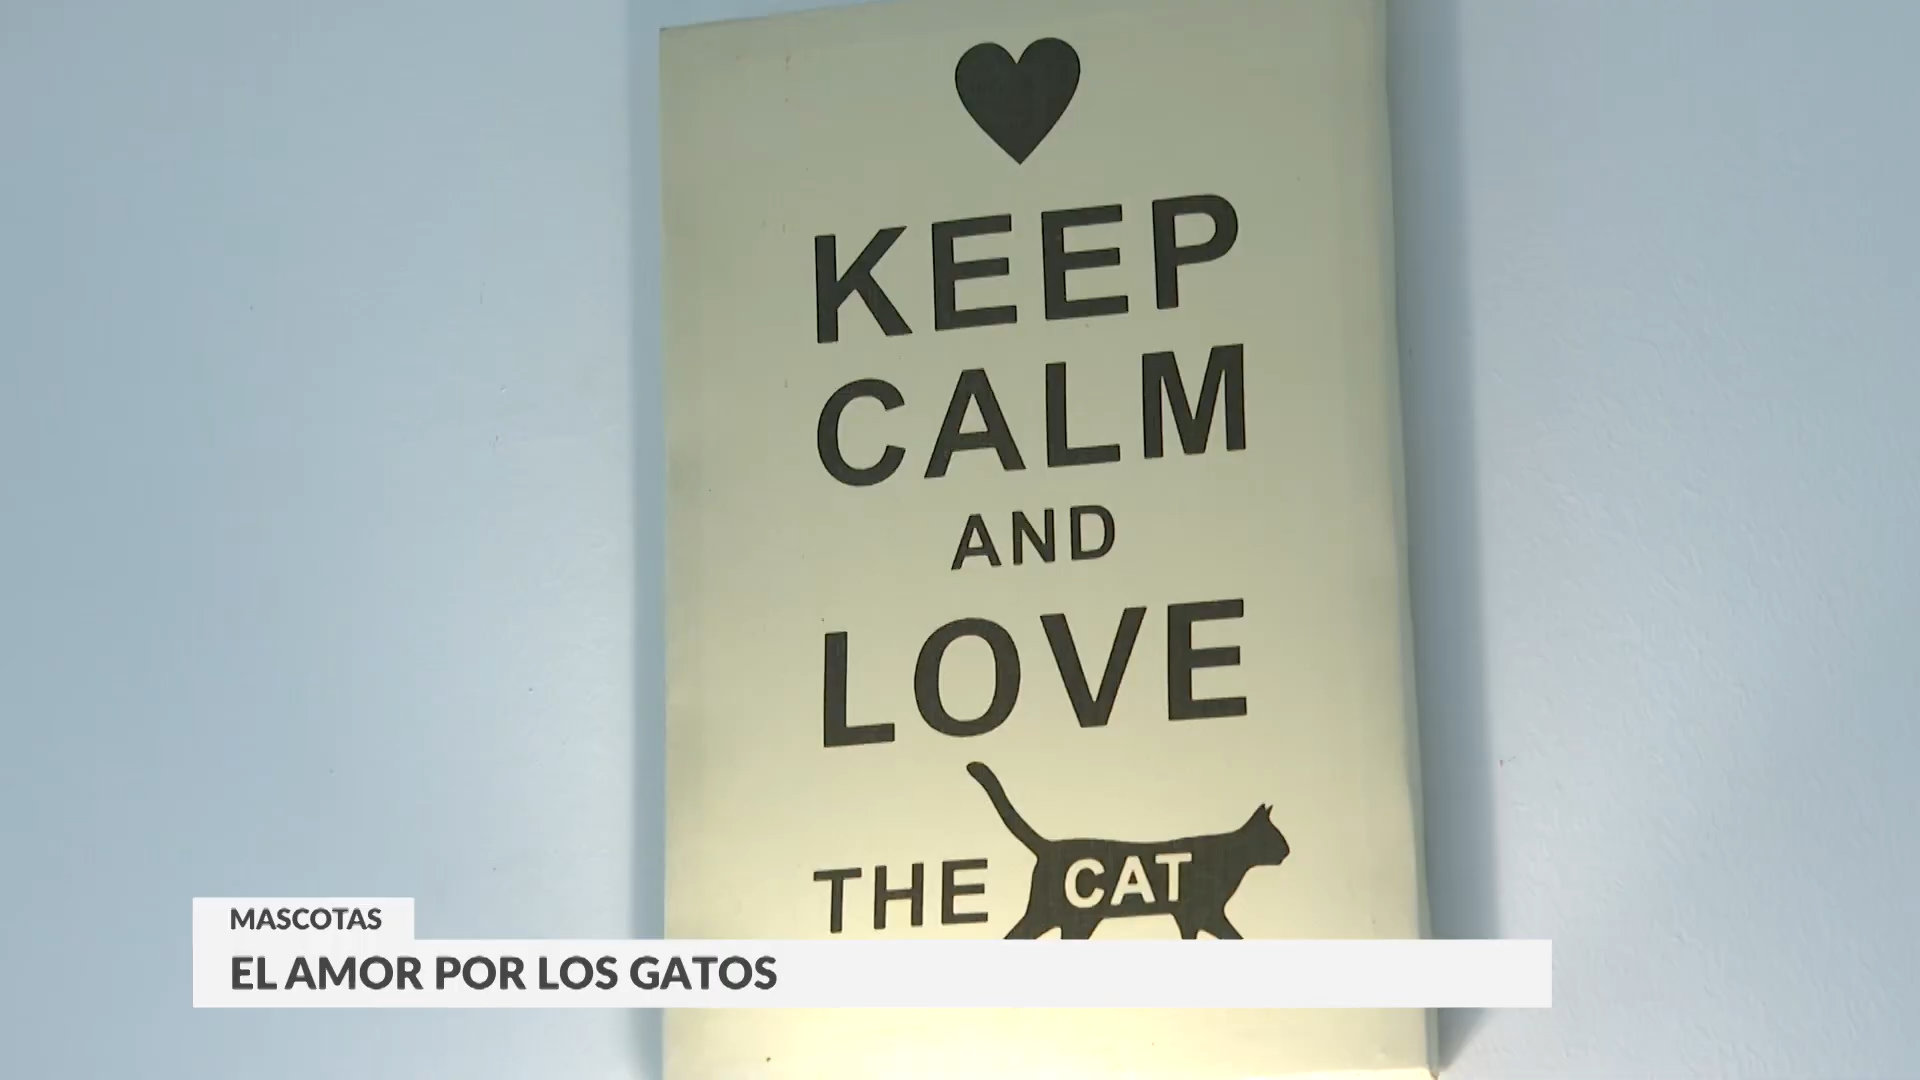 KEEP
CALM
AND
LOVE
THE CAT
MASCOTAS
EL AMOR POR LOS GATOS